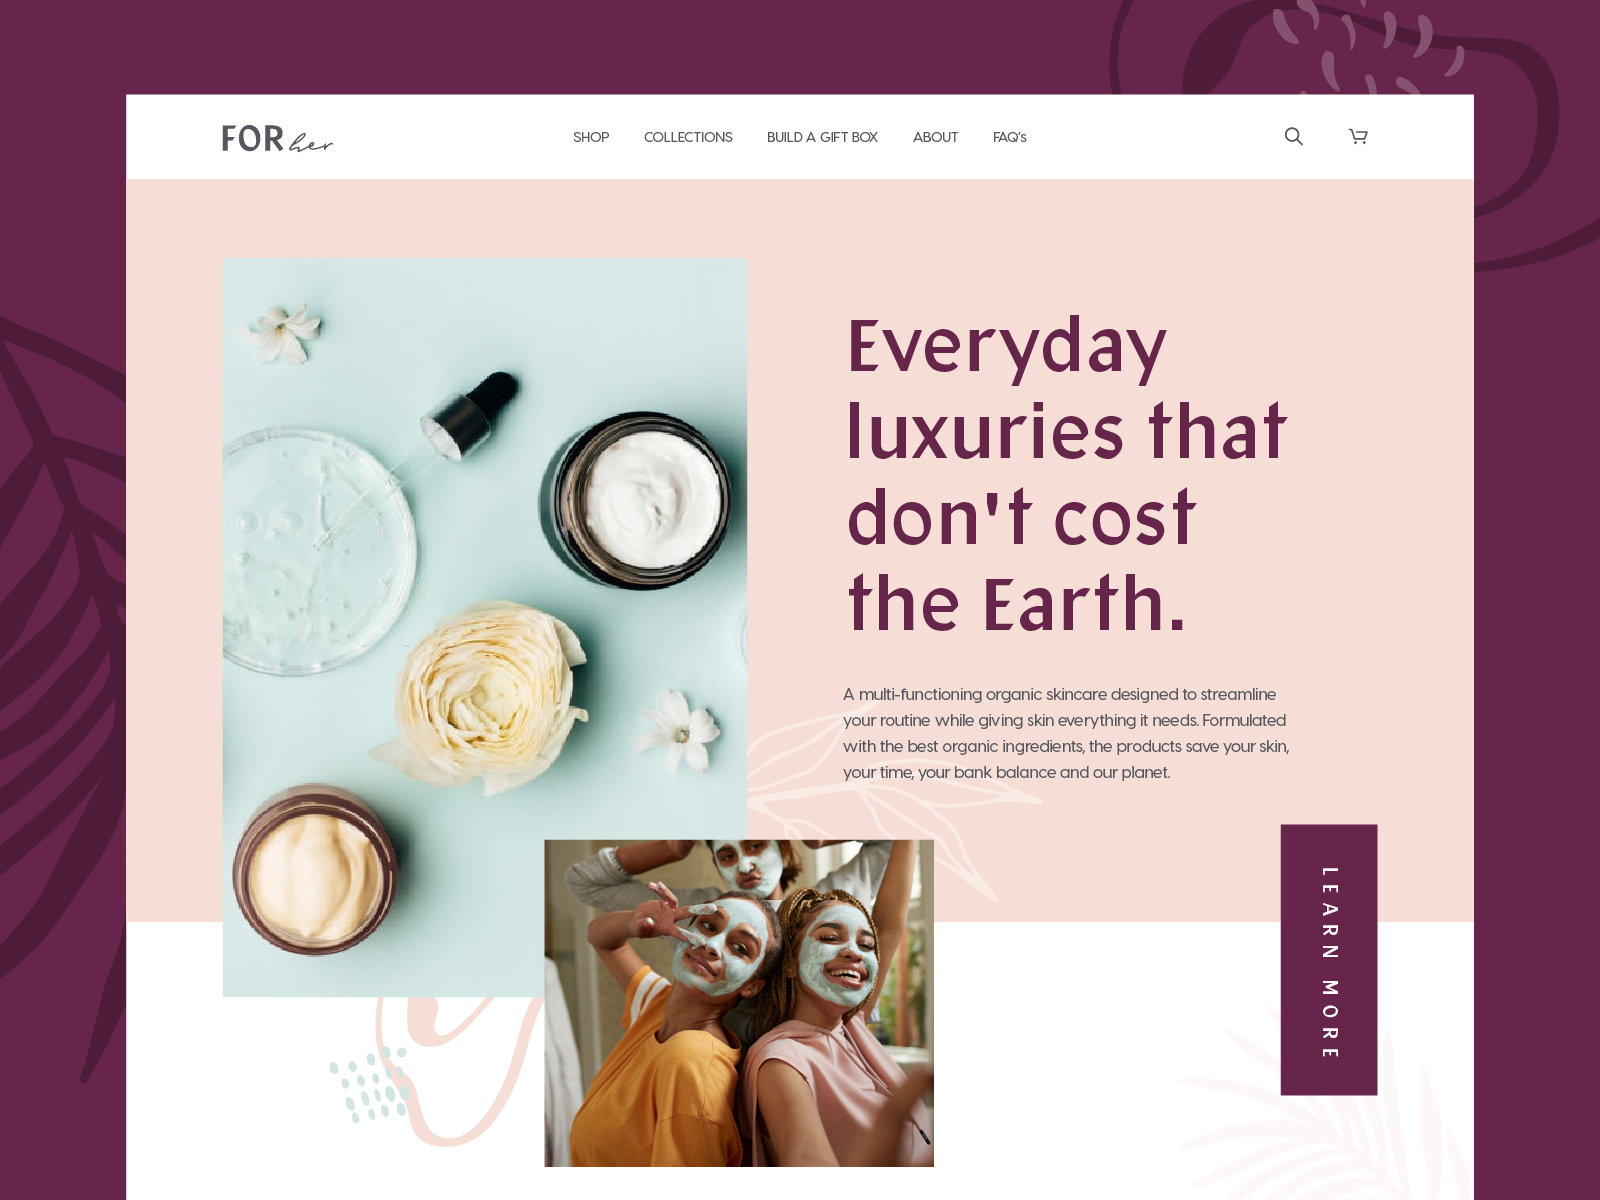 FOR her
SHOP COLLECTIONS BUILD A GIFT BOX ABOUT FAQ's
Everyday
luxuries that
don't cost
the Earth.
A multi-functioning organic skincare designed to streamline
your routine while giving skin everything it needs. Formulated
with the best organic ingredients, the products save your skin,
your time, your bank balance and our planet.
LEARN MORE